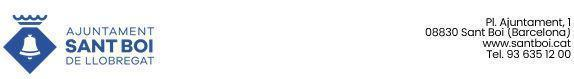 AJUNTAMENT
SANT BOI
DE LLOBREGAT
Pl. Ajuntament, 1
08830 Sant Boi (Barcelona)
www.santboi.cat
Tel. 93 635 12 00